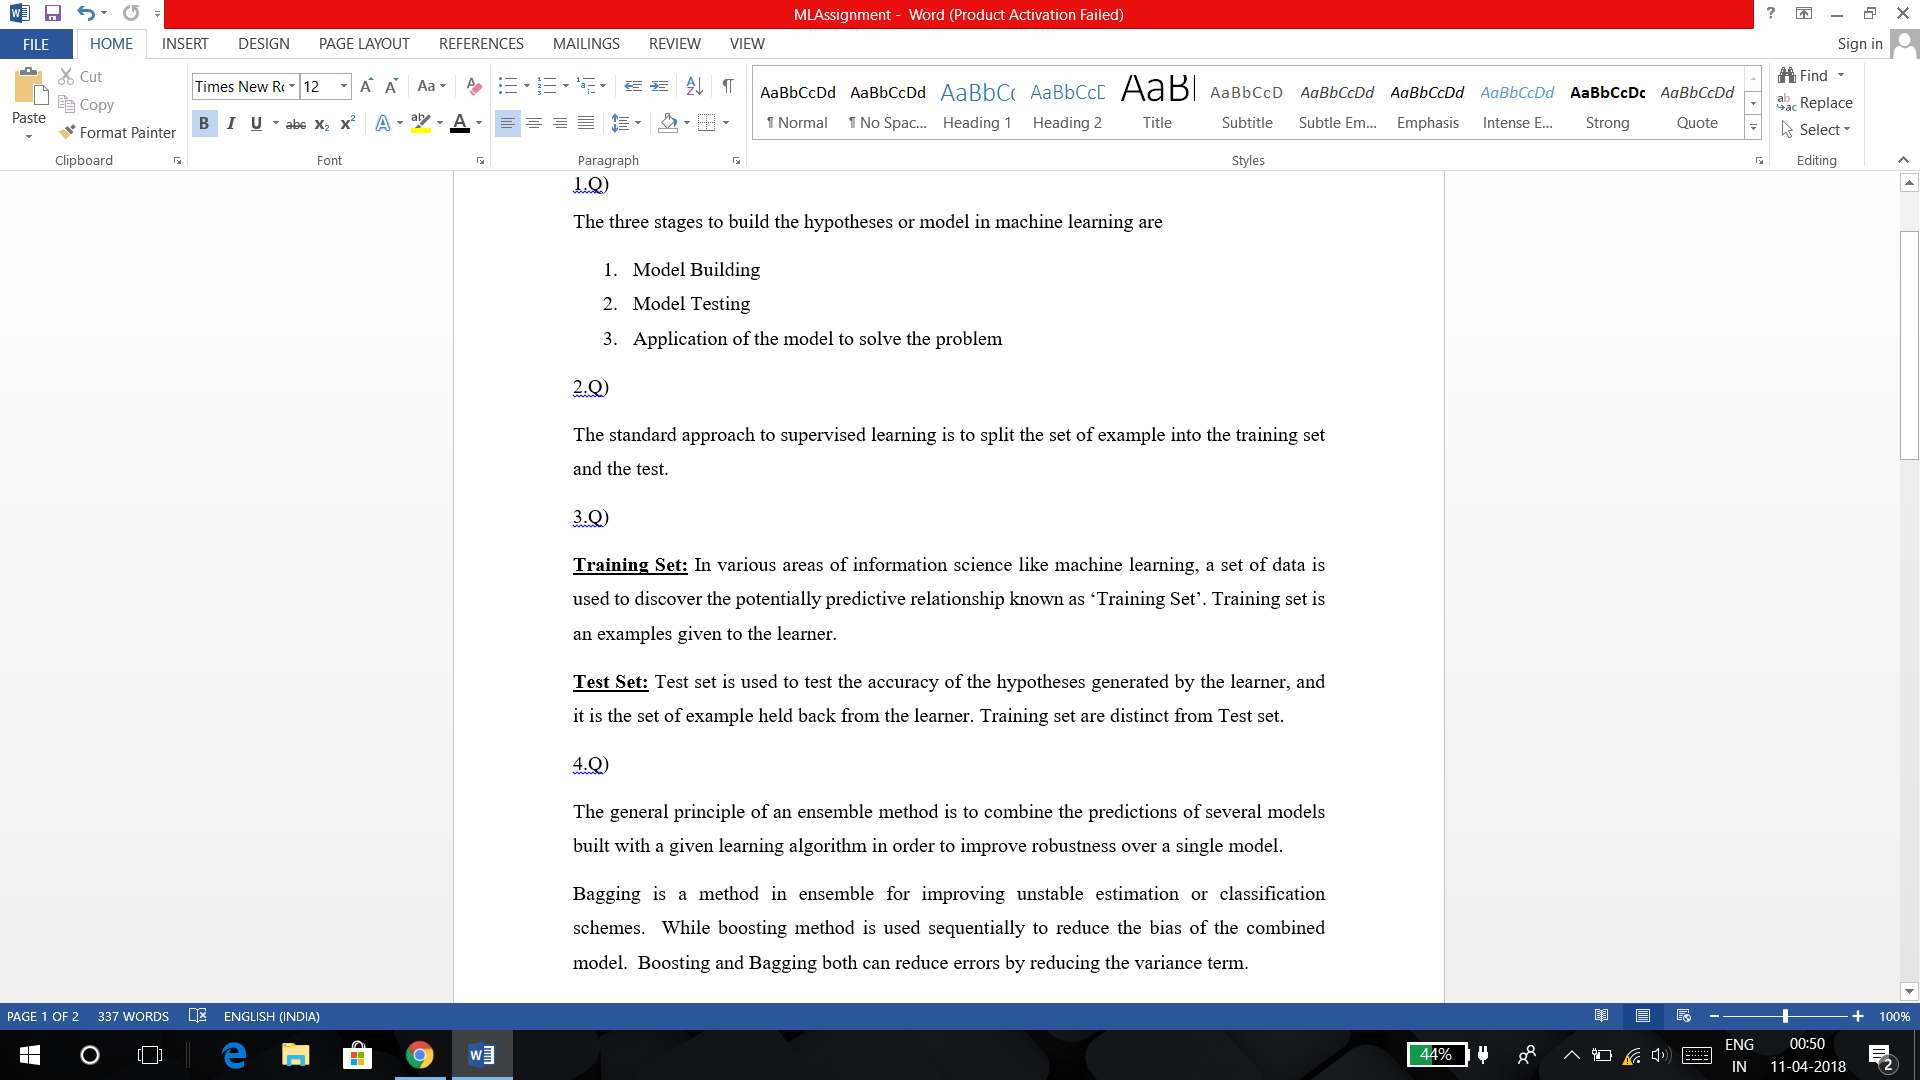 MLAssignment - Word (Product Activation Failed)
FILE HOME INSERT DESIGN PAGE LAYOUT REFERENCES MAILINGS REVIEW VIEW Sign in
Paste Cut
Copy
Format Painter
Times New Ro 12
AaBbCcDd AaBbCcDd AaBbCc AaBbCcD AaBl AaBbCcD AaBbCcDd AaBbCcDd AaBbCcDd AaBbCcDc AaBbCcDd
¶ Normal ¶ No Spac... Heading 1 Heading 2 Title Subtitle Subtle Em... Emphasis Intense E... Strong Quote
Find
Replace
Select
Clipboard Font Paragraph Styles Editing
1.Q)
The three stages to build the hypotheses or model in machine learning are
1. Model Building
2. Model Testing
3. Application of the model to solve the problem
2.Q)
The standard approach to supervised learning is to split the set of example into the training set
and the test.
3.Q)
Training Set: In various areas of information science like machine learning, a set of data is
used to discover the potentially predictive relationship known as ‘Training Set’. Training set is
an examples given to the learner.
Test Set: Test set is used to test the accuracy of the hypotheses generated by the learner, and
it is the set of example held back from the learner. Training set are distinct from Test set.
4.Q)
The general principle of an ensemble method is to combine the predictions of several models
built with a given learning algorithm in order to improve robustness over a single model.
Bagging is a method in ensemble for improving unstable estimation or classification
schemes. While boosting method is used sequentially to reduce the bias of the combined
model. Boosting and Bagging both can reduce errors by reducing the variance term.
PAGE 1 OF 2 337 WORDS ENGLISH (INDIA) 100%
44% ENG 00:50
IN 11-04-2018 2